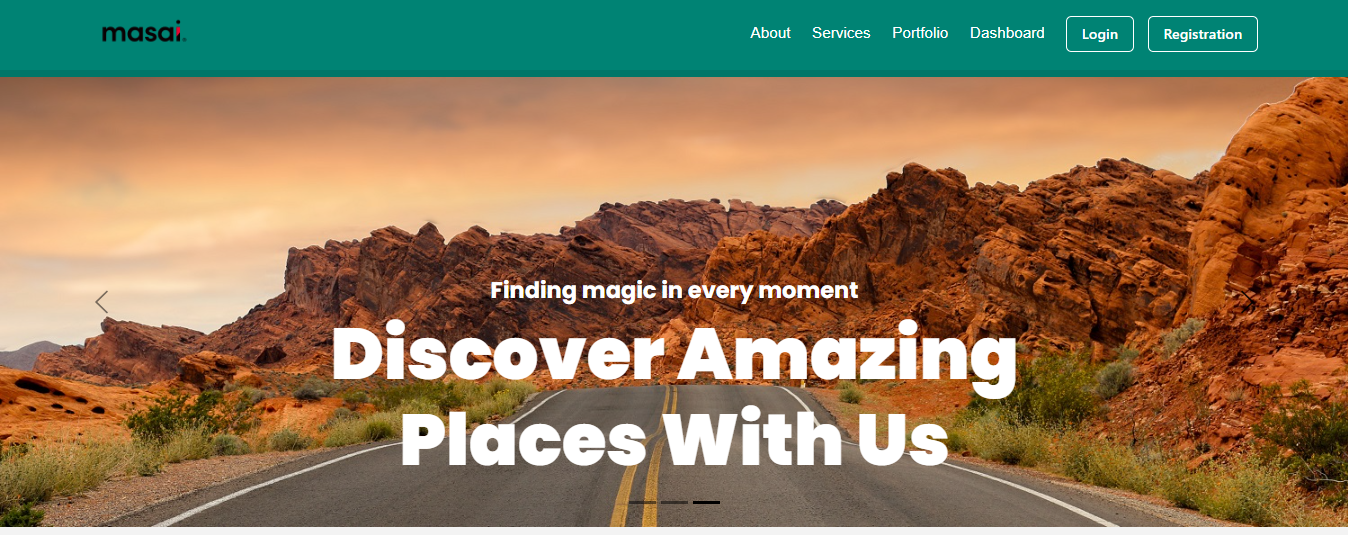 masai.
About Services Portfolio Dashboard Login Registration
Finding magic in every moment
Discover Amazing
Places With Us